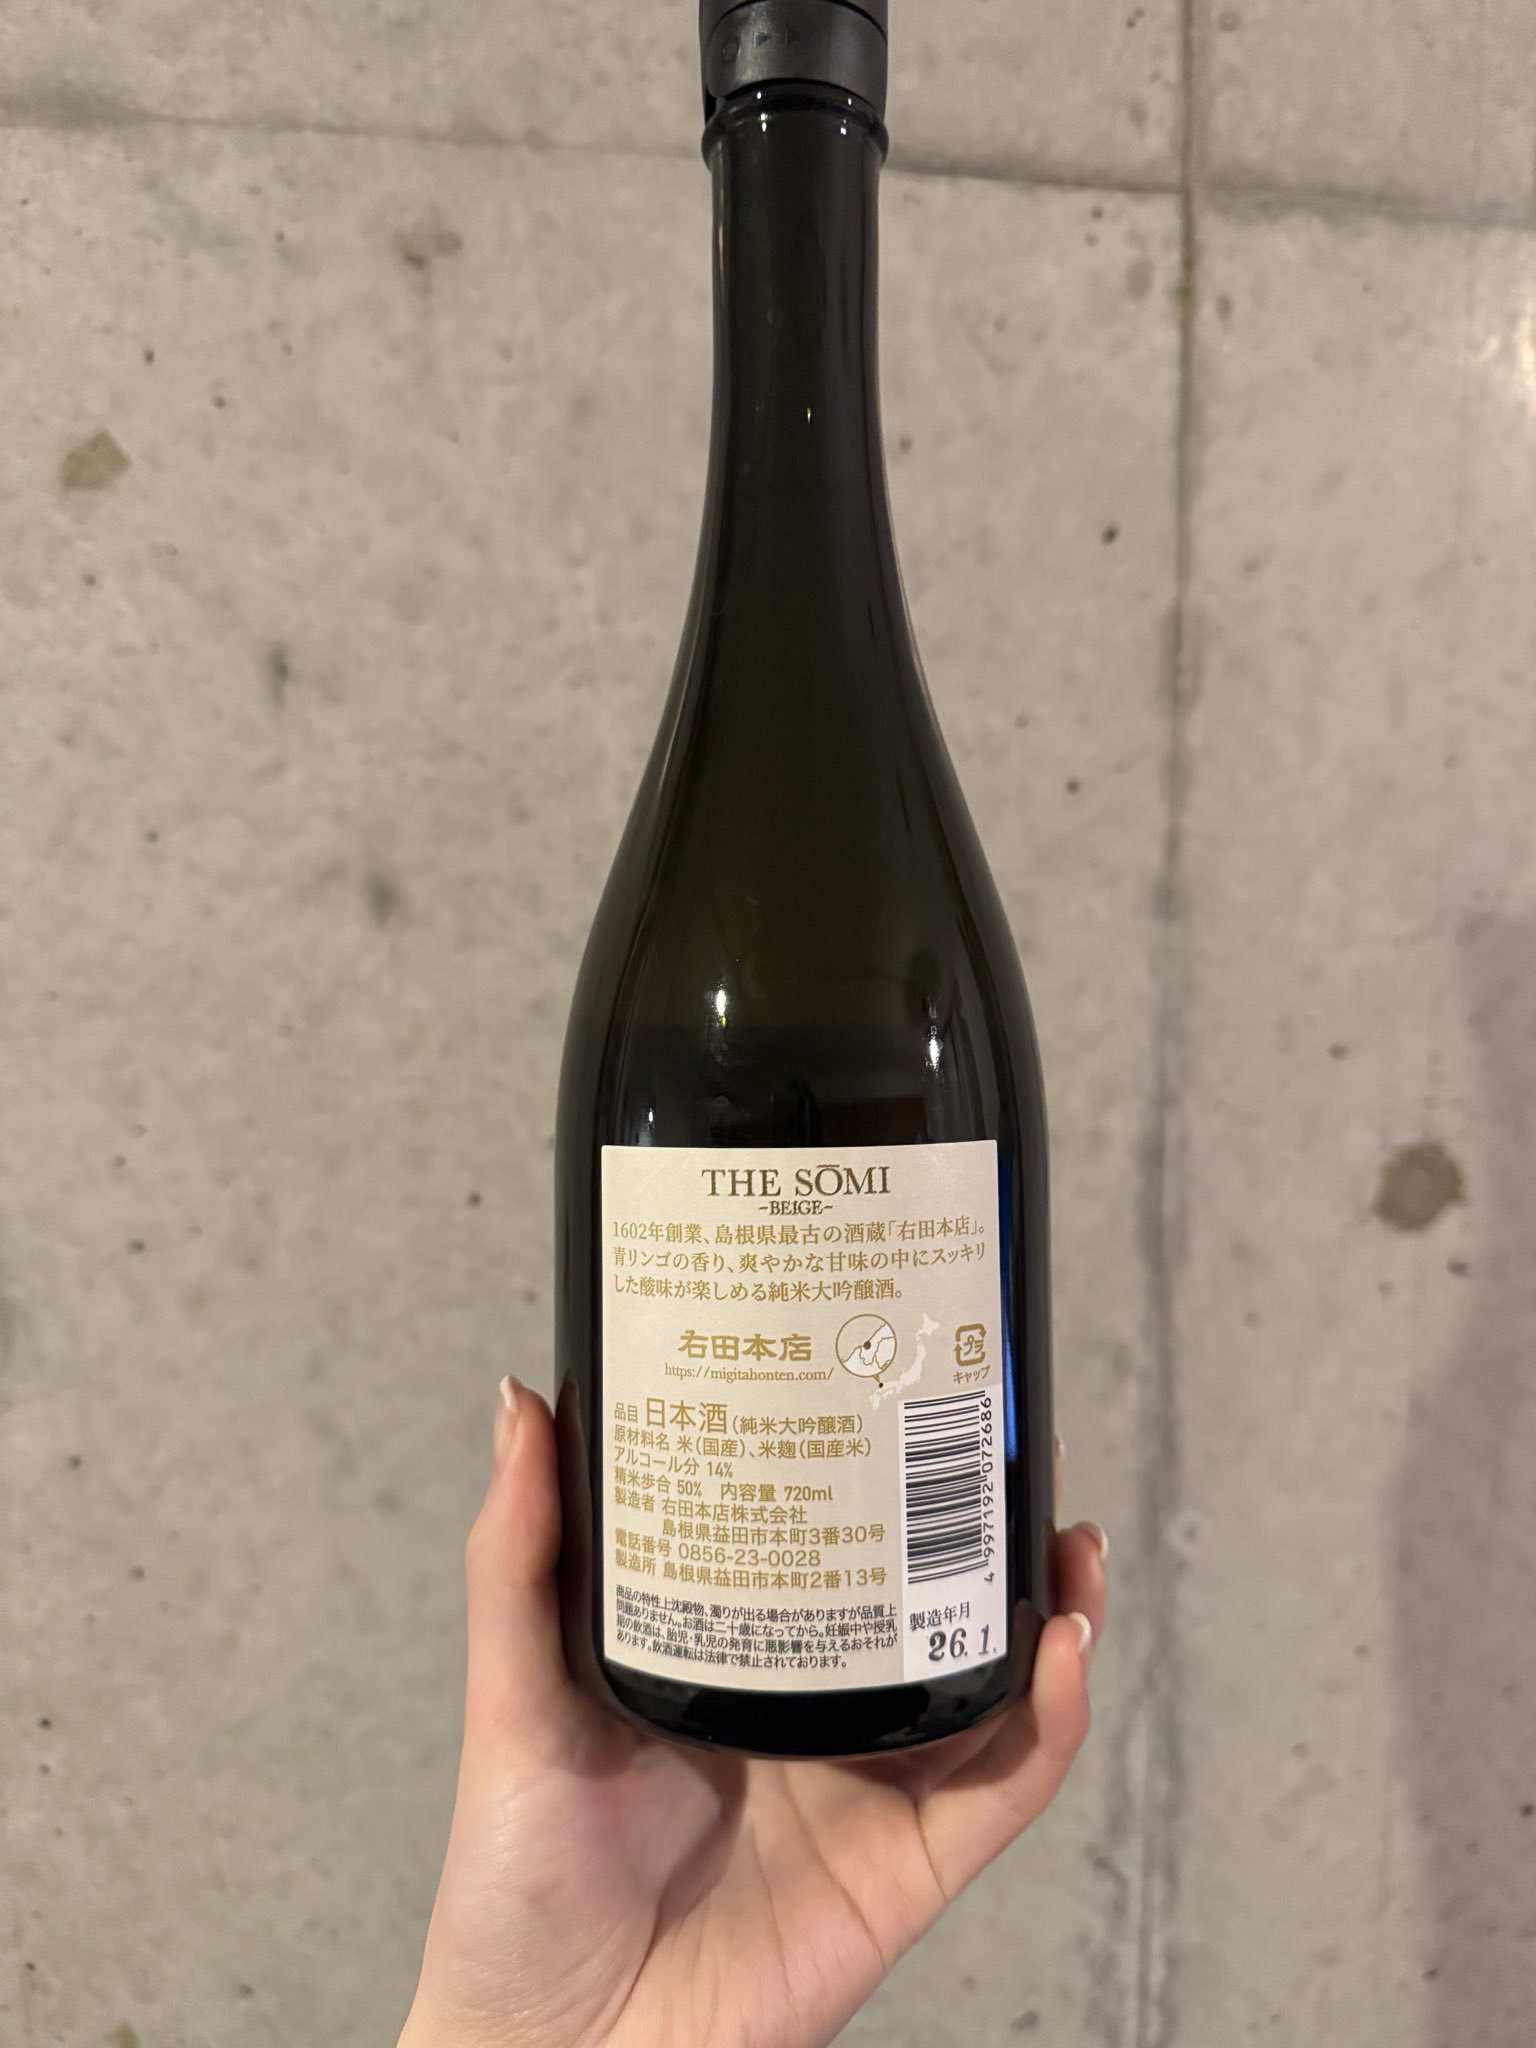 THE SŌMI
-BEIGE-
1602年創業、島根県最古の酒蔵「右田本店」。
青リンゴの香り、爽やかな甘味の中にスッキリ
した酸味が楽しめる純米大吟醸酒。
右田本店
https://migitahonten.com/
プラ
キャップ
品目 日本酒(純米大吟醸酒)
原材料名 米(国産)、米麹(国産米)
アルコール分 14%
精米歩合 50% 内容量 720ml
製造者 右田本店株式会社
島根県益田市本町3番30号
電話番号 0856-23-0028
製造所 島根県益田市本町2番13号
商品の特性上沈殿物、濁りが出る場合がありますが品質上
問題ありません。お酒は二十歳になってから。妊娠中や授乳
期の飲酒は、胎児・乳児の発育に悪影響を与えるおそれが
あります。飲酒運転は法律で禁止されております。
4 997192 072686
製造年月
26.1.